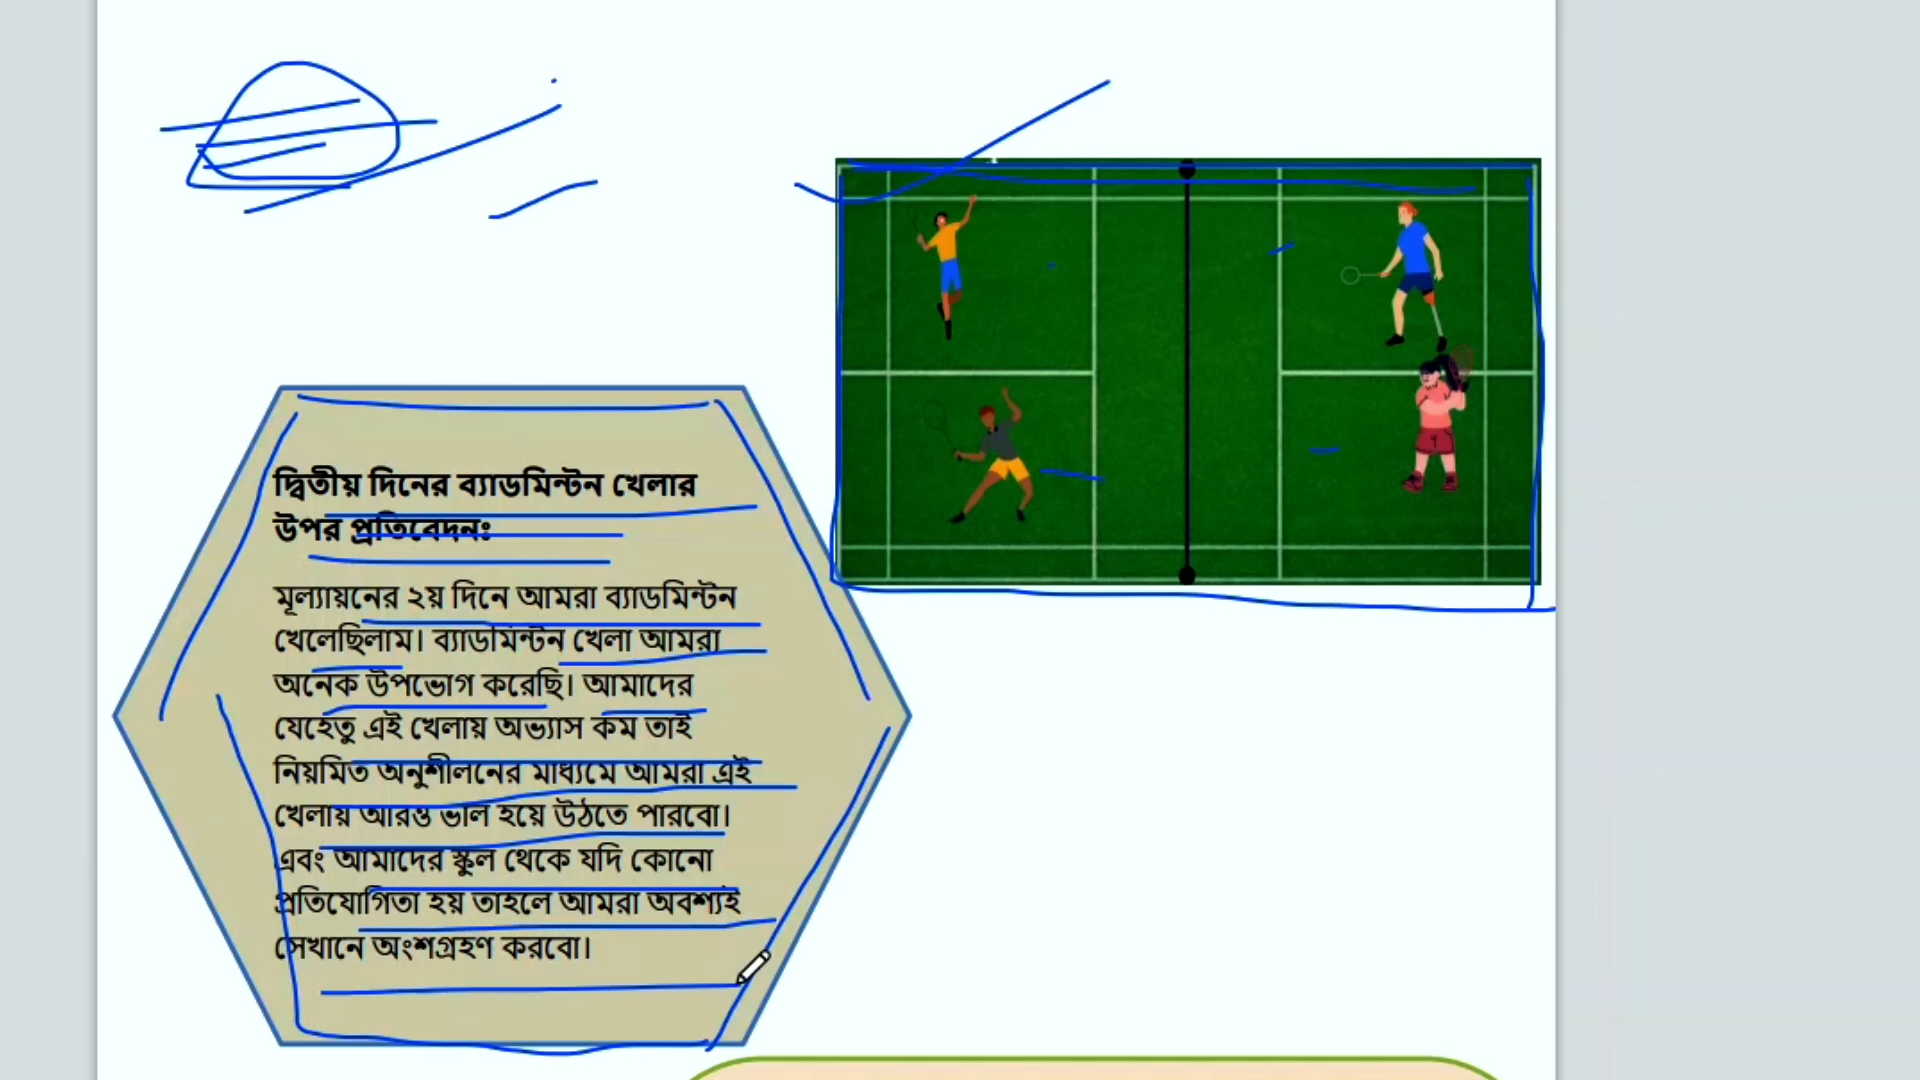 দ্বিতীয় দিনের ব্যাডমিন্টন খেলার
উপর প্রতিবেদনঃ
মূল্যায়নের ২য় দিনে আমরা ব্যাডমিন্টন
খেলেছিলাম। ব্যাডমিন্টন খেলা আমরা
অনেক উপভোগ করেছি। আমাদের
যেহেতু এই খেলায় অভ্যাস কম তাই
নিয়মিত অনুশীলনের মাধ্যমে আমরা এই
খেলায় আরও ভাল হয়ে উঠতে পারবো।
এবং আমাদের স্কুল থেকে যদি কোনো
প্রতিযোগিতা হয় তাহলে আমরা অবশ্যই
সেখানে অংশগ্রহণ করবো।